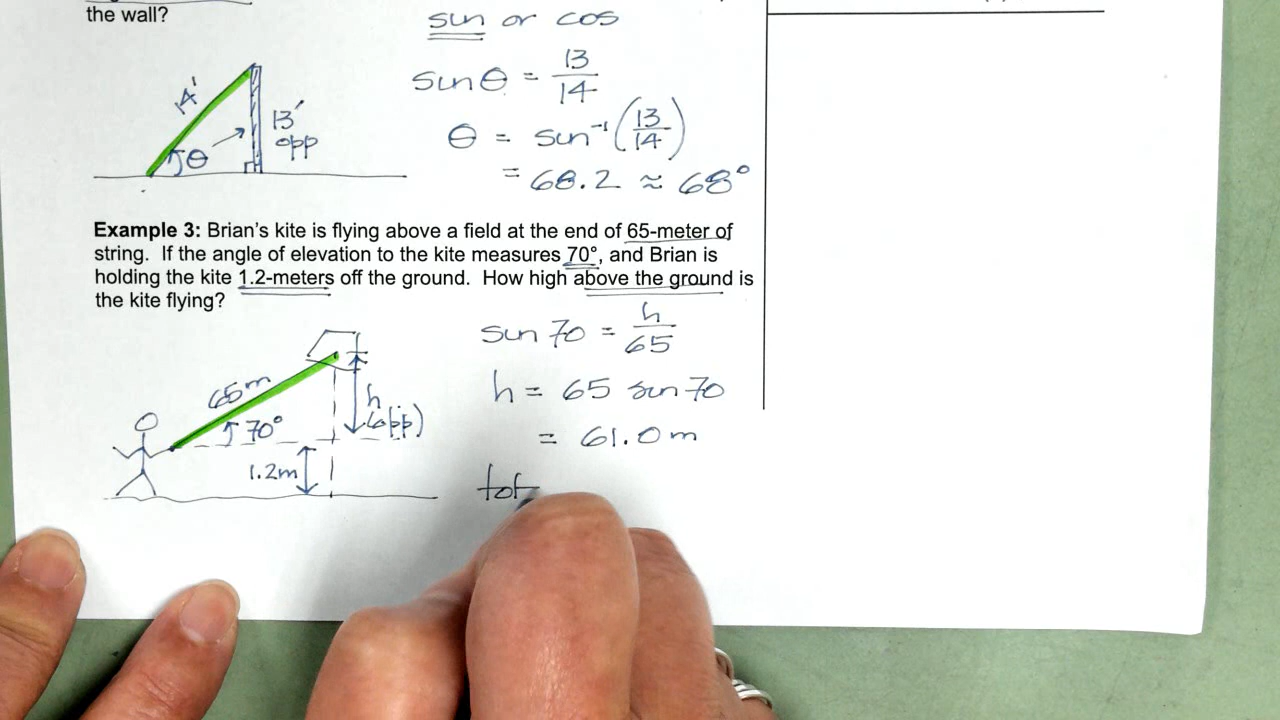 the wall?
sin or cos
sin θ = 13/14
14'
13'
opp
θ
θ = sin⁻¹(13/14)
= 68.2 ≈ 68°
Example 3: Brian's kite is flying above a field at the end of 65-meter of
string. If the angle of elevation to the kite measures 70°, and Brian is
holding the kite 1.2-meters off the ground. How high above the ground is
the kite flying?
sin 70 = h/65
65m
h
(opp)
70°
1.2m
h = 65 sin 70
= 61.0 m
tot